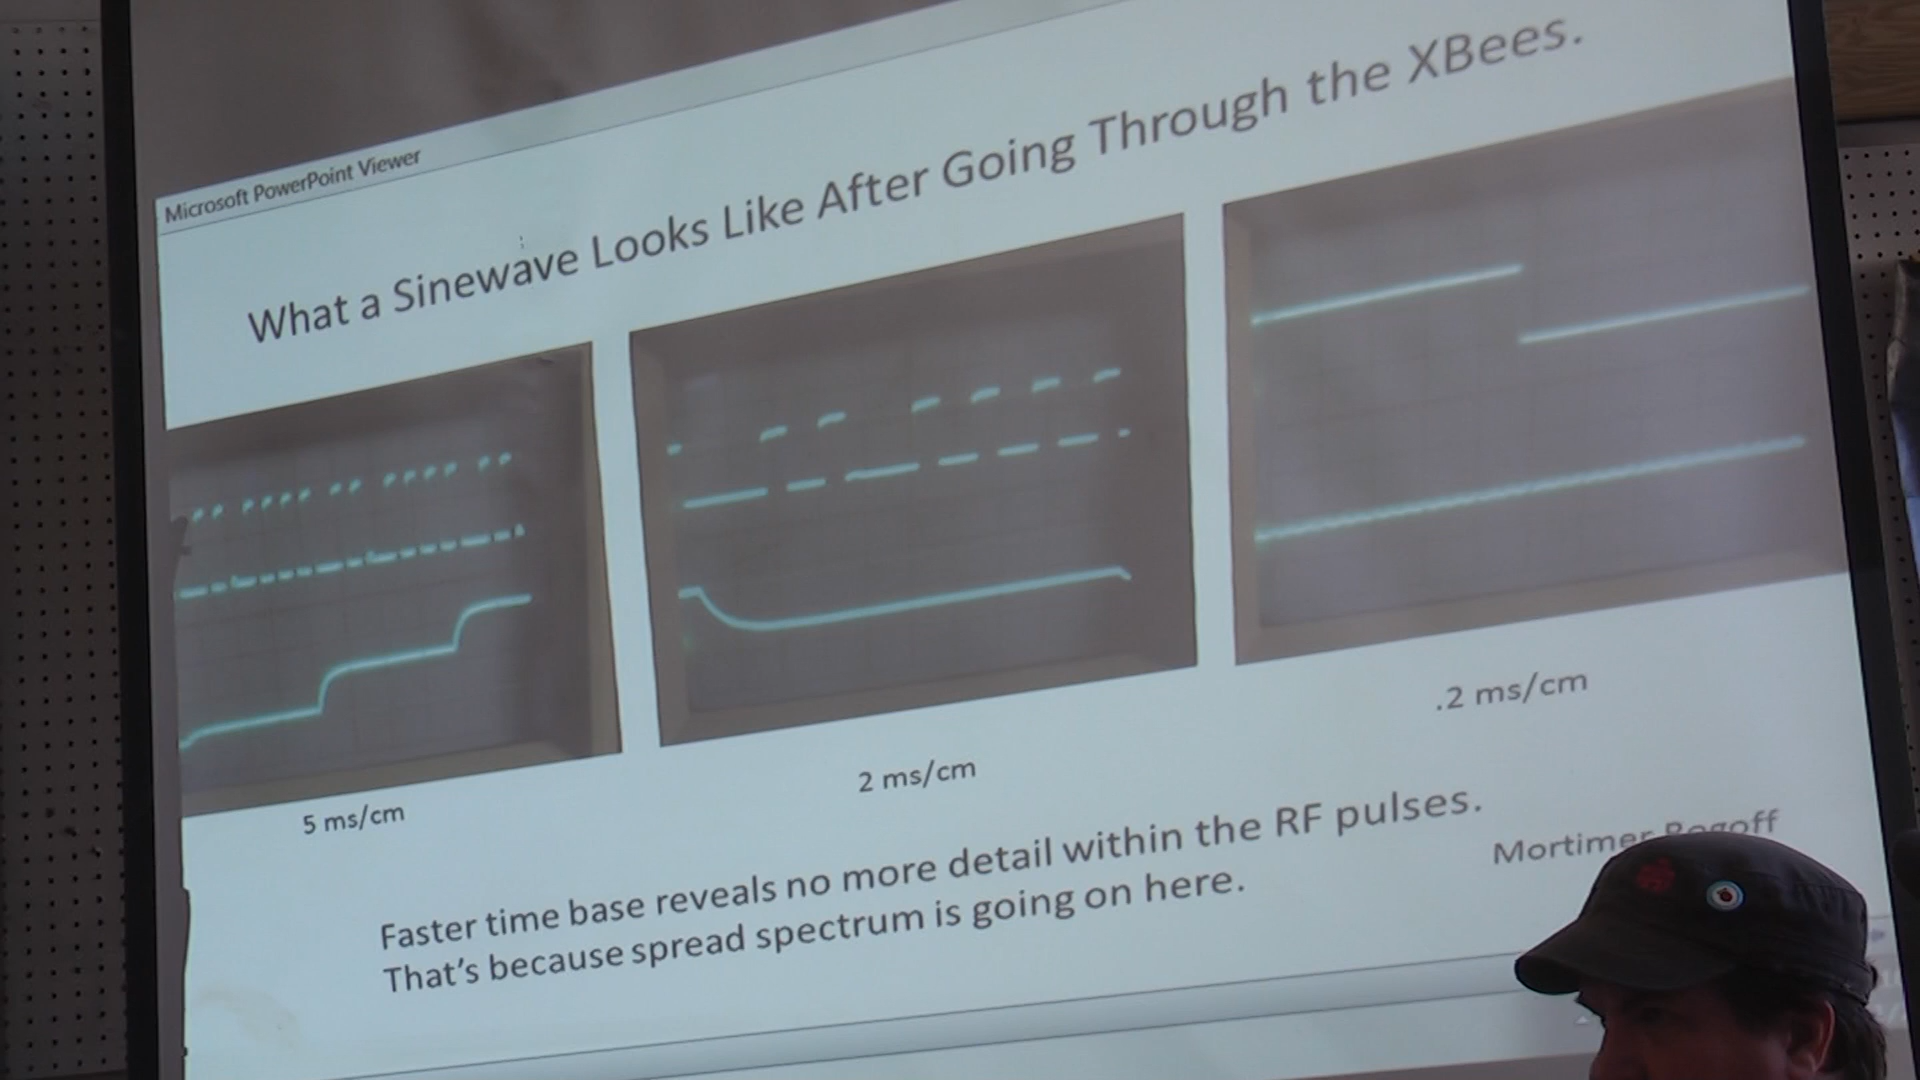 Microsoft PowerPoint Viewer
What a Sinewave Looks Like After Going Through the XBees.
5 ms/cm
2 ms/cm
.2 ms/cm
Faster time base reveals no more detail within the RF pulses.
That's because spread spectrum is going on here.
Mortimer Rogoff